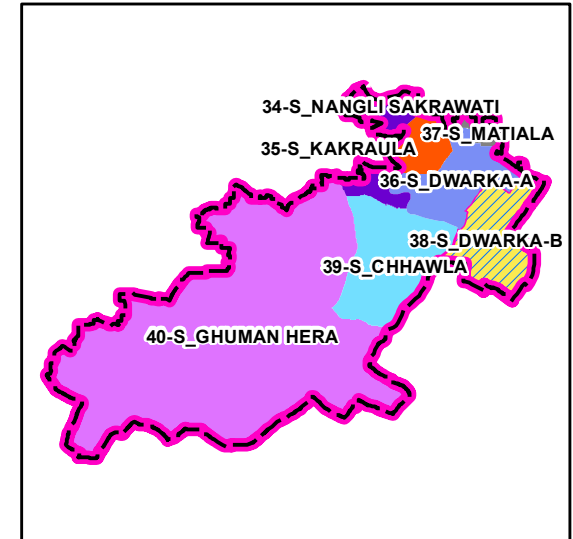 34-S_NANGLI SAKRAWATI
37-S_MATIALA
35-S_KAKRAULA
36-S_DWARKA-A
38-S_DWARKA-B
39-S_CHHAWLA
40-S_GHUMAN HERA